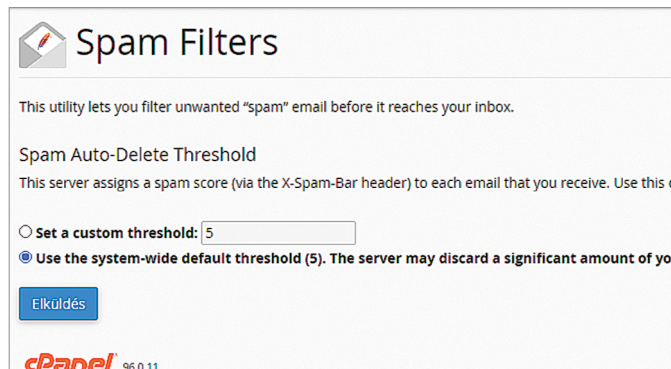 Spam Filters
This utility lets you filter unwanted “spam” email before it reaches your inbox.
Spam Auto-Delete Threshold
This server assigns a spam score (via the X-Spam-Bar header) to each email that you receive. Use this
Set a custom threshold: 5
Use the system-wide default threshold (5). The server may discard a significant amount of yo
Elküldés
cPanel 96.0.11